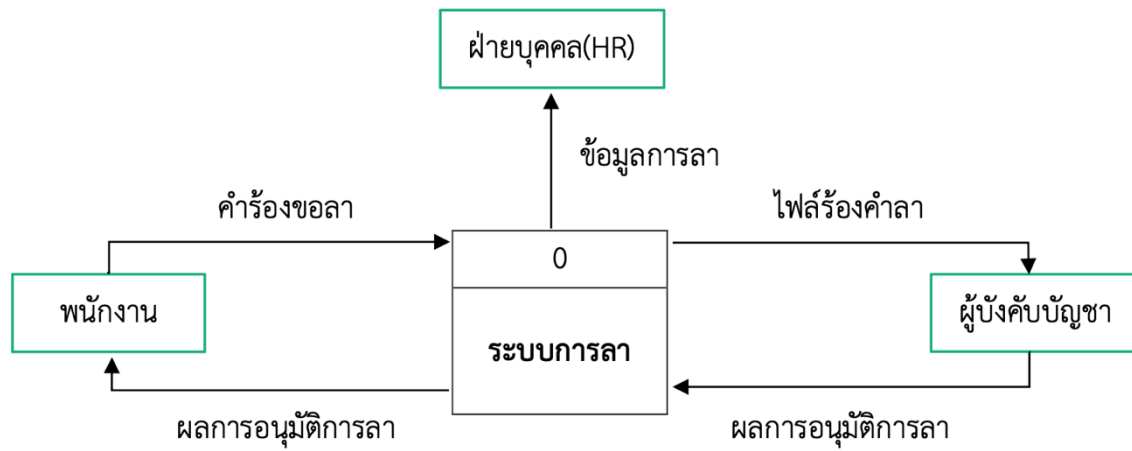 ฝ่ายบุคคล(HR)
ข้อมูลการลา
คำร้องขอลา
ไฟล์ร้องคำลา
0
พนักงาน
ระบบการลา
ผู้บังคับบัญชา
ผลการอนุมัติการลา
ผลการอนุมัติการลา